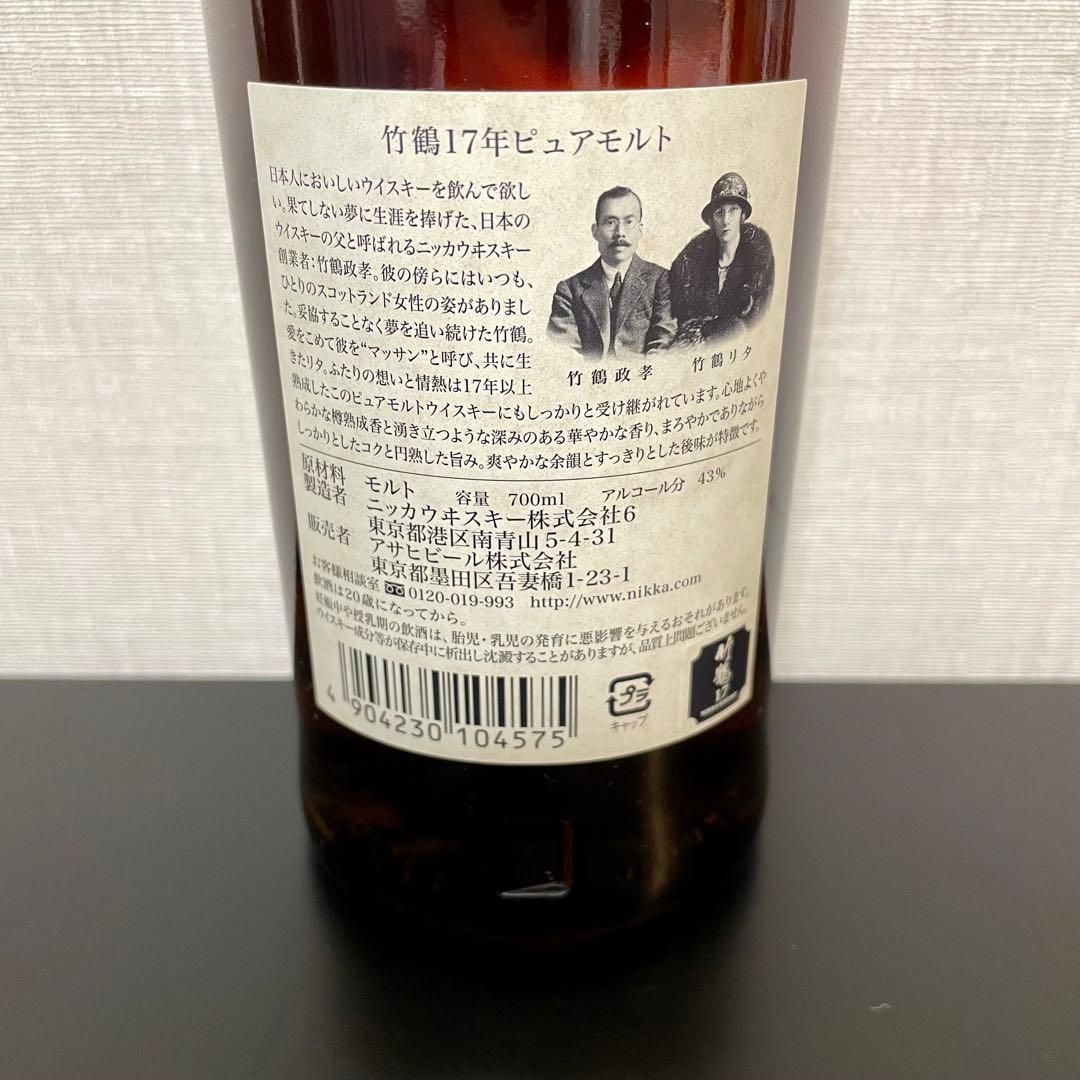 竹鶴17年ピュアモルト
日本人においしいウイスキーを飲んで欲し
い。果てしない夢に生涯を捧げた、日本の
ウイスキーの父と呼ばれるニッカウヰスキー
創業者:竹鶴政孝。彼の傍らにはいつも、
ひとりのスコットランド女性の姿がありまし
た。妥協することなく夢を追い続けた竹鶴。
愛をこめて彼を“マッサン”と呼び、共に生
きたリタ。ふたりの想いと情熱は17年以上
熟成したこのピュアモルトウイスキーにもしっかりと受け継がれています。心地よくや
わらかな樽熟成香と湧き立つような深みのある華やかな香り、まろやかでありながら
しっかりとしたコクと円熟した旨み。爽やかな余韻とすっきりとした後味が特徴です。
竹鶴政孝
竹鶴リタ
原材料 モルト 容量 700ml アルコール分 43%
製造者 ニッカウヰスキー株式会社6
東京都港区南青山5-4-31
販売者 アサヒビール株式会社
東京都墨田区吾妻橋1-23-1
お客様相談室 0120-019-993 http://www.nikka.com
飲酒は20歳になってから。
妊娠中や授乳期の飲酒は、胎児・乳児の発育に悪影響を与えるおそれがあります。
ウイスキー成分等が保存中に析出し沈澱することがありますが、品質上問題ございません。
4 904230 104575
プラ
キャップ
竹鶴
17